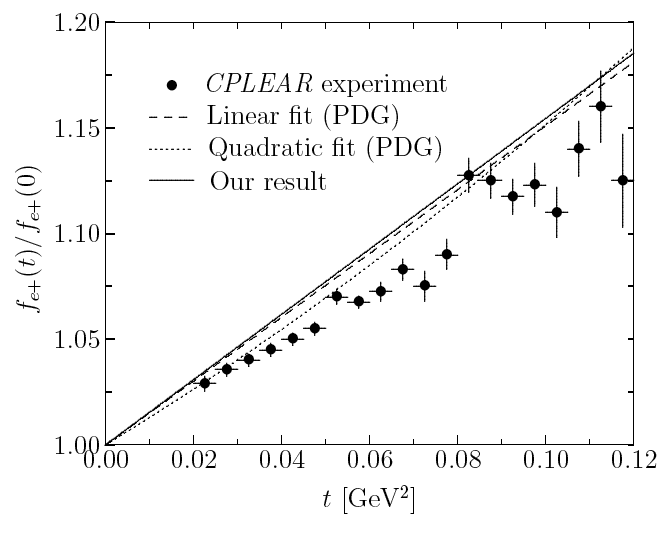 1.20
CPLEAR experiment
Linear fit (PDG)
1.15
Quadratic fit (PDG)
Our result
f_{e+}(t)/f_{e+}(0)
1.10
1.05
1.00
0.00 0.02 0.04 0.06 0.08 0.10 0.12
t [GeV²]